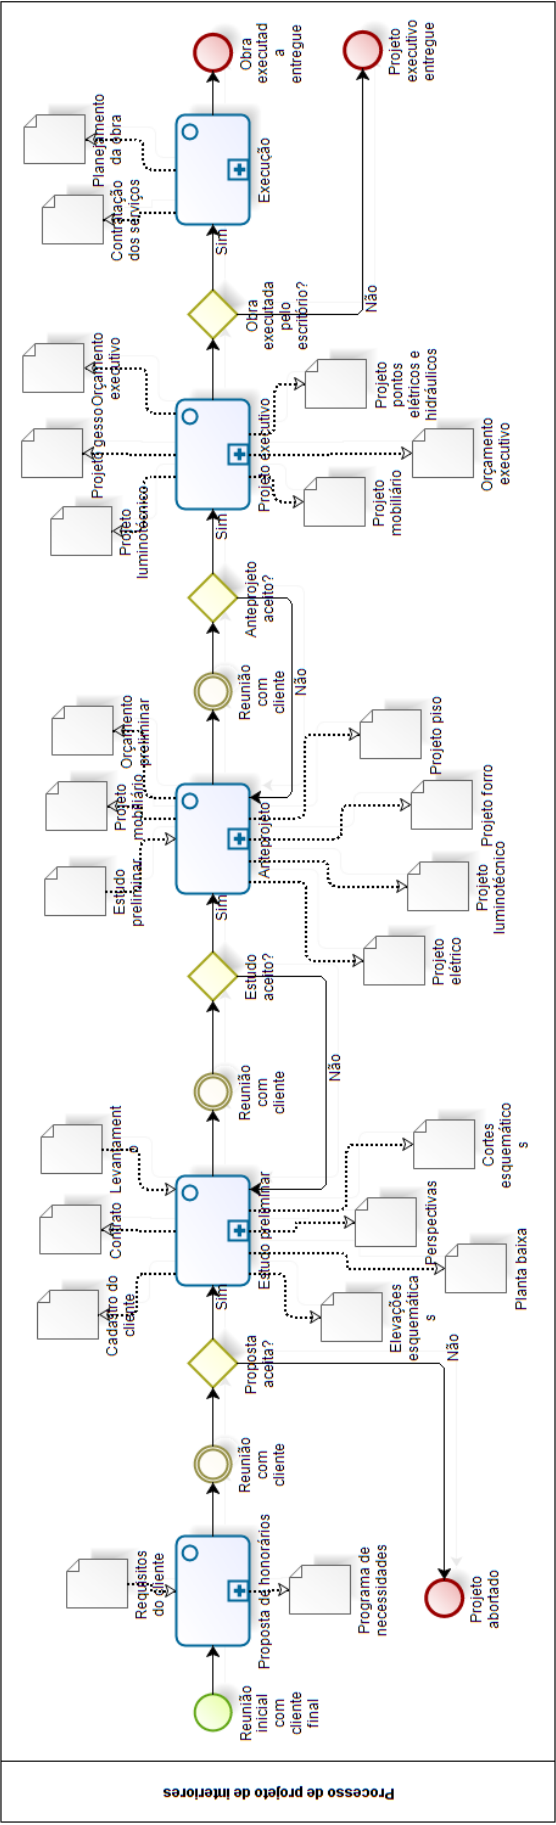 Processo de projeto de interiores
Reunião
inicial
com
cliente
final
Requisitos
do cliente
Proposta de honorários
Programa de
necessidades
Reunião
com
cliente
Proposta
aceita?
Não
Projeto
abortado
Sim
Cadastro do
cliente
Contrato
Levantament
o
Estudo preliminar
Elevações
esquemática
s
Planta baixa
Perspectivas
Cortes
esquemático
s
Reunião
com
cliente
Estudo
aceito?
Não
Sim
Estudo
preliminar
Projeto
mobiliário
Orçamento
preliminar
Anteprojeto
Projeto
elétrico
Projeto
luminotécnico
Projeto forro
Projeto piso
Reunião
com
cliente
Anteprojeto
aceito?
Não
Sim
Projeto
luminotécnico
Projeto gesso
Orçamento
executivo
Projeto executivo
Projeto
mobiliário
Orçamento
executivo
Projeto
pontos
elétricos e
hidráulicos
Obra
executada
pelo
escritório?
Não
Sim
Contratação
dos serviços
Planejamento
da obra
Execução
Obra
executad
a
entregue
Projeto
executivo
entregue